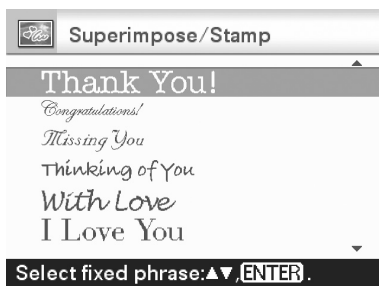 Superimpose/Stamp
Thank You!
Congratulations!
Missing You
Thinking of You
With Love
I Love You
Select fixed phrase:▲▼,ENTER.